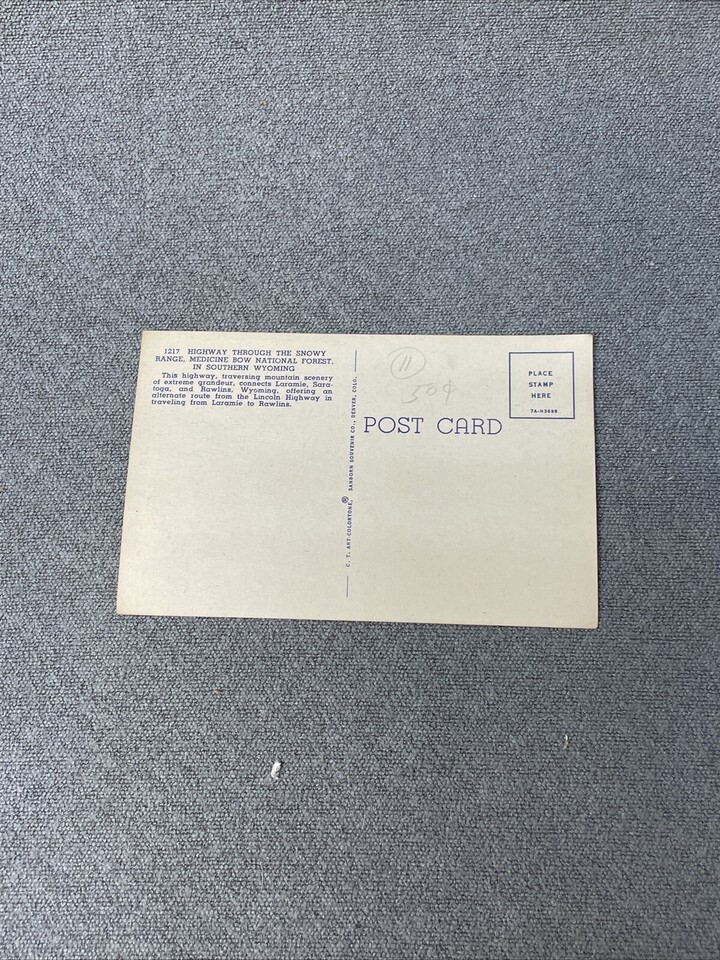 1217 HIGHWAY THROUGH THE SNOWY
RANGE, MEDICINE BOW NATIONAL FOREST,
IN SOUTHERN WYOMING
This highway, traversing mountain scenery
of extreme grandeur, connects Laramie, Sara-
toga, and Rawlins, Wyoming, offering an
alternate route from the Lincoln Highway in
traveling from Laramie to Rawlins.
C. T. ART-COLORTONE ® SANBORN SOUVENIR CO., DENVER, COLO.
11
50¢
POST CARD
PLACE
STAMP
HERE
7A-H3698